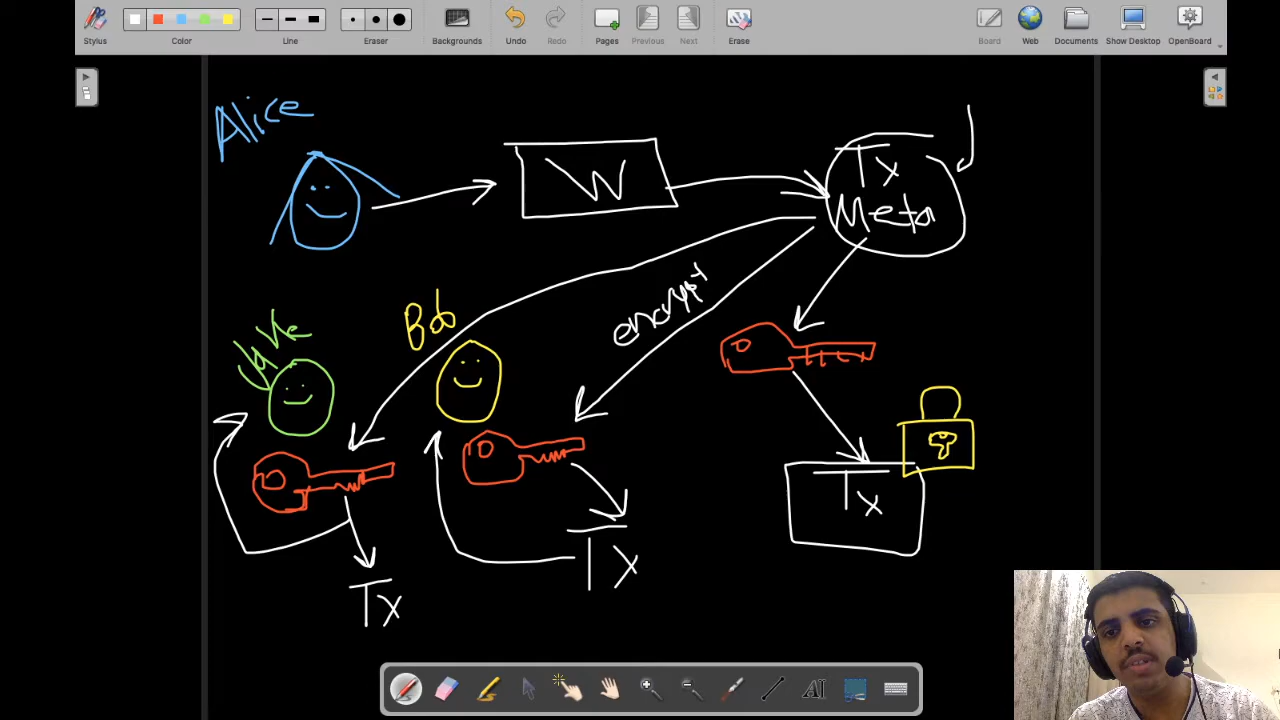 Stylus
Color
Line
Eraser
Backgrounds
Undo
Redo
Pages
Previous
Next
Erase
Board
Web
Documents
Show Desktop
OpenBoard
Alice
W
Tx
Meta
encrypt
Bob
Tx
Tx
Tx